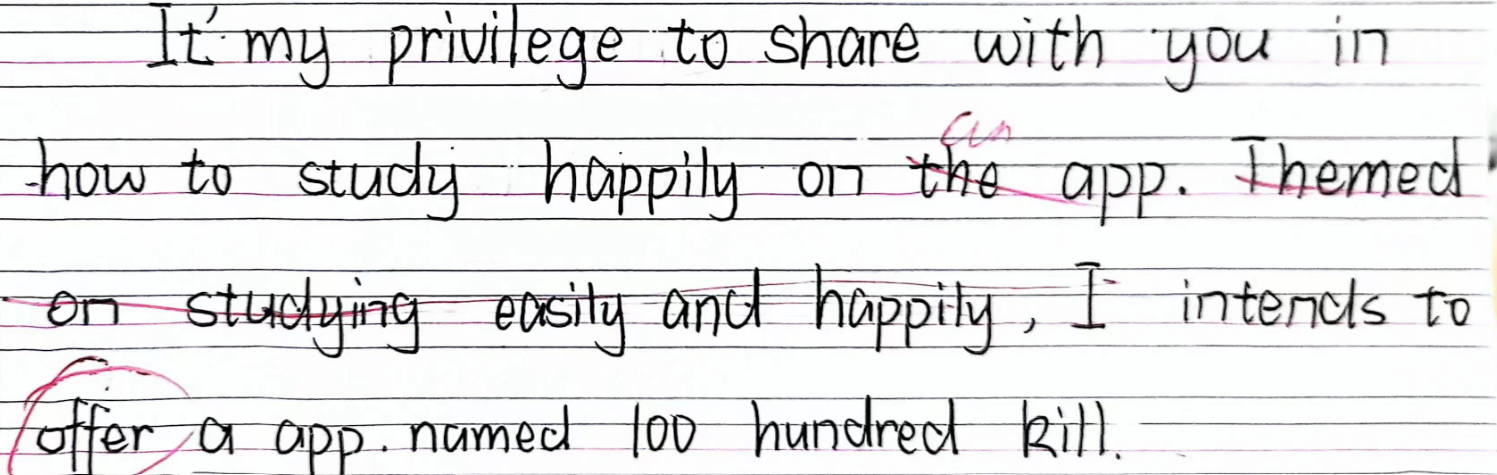 It' my privilege to share with you in
an
how to study happily on the app. Themed
on studying easily and happily, I intends to
offer a app. named 100 hundred kill.